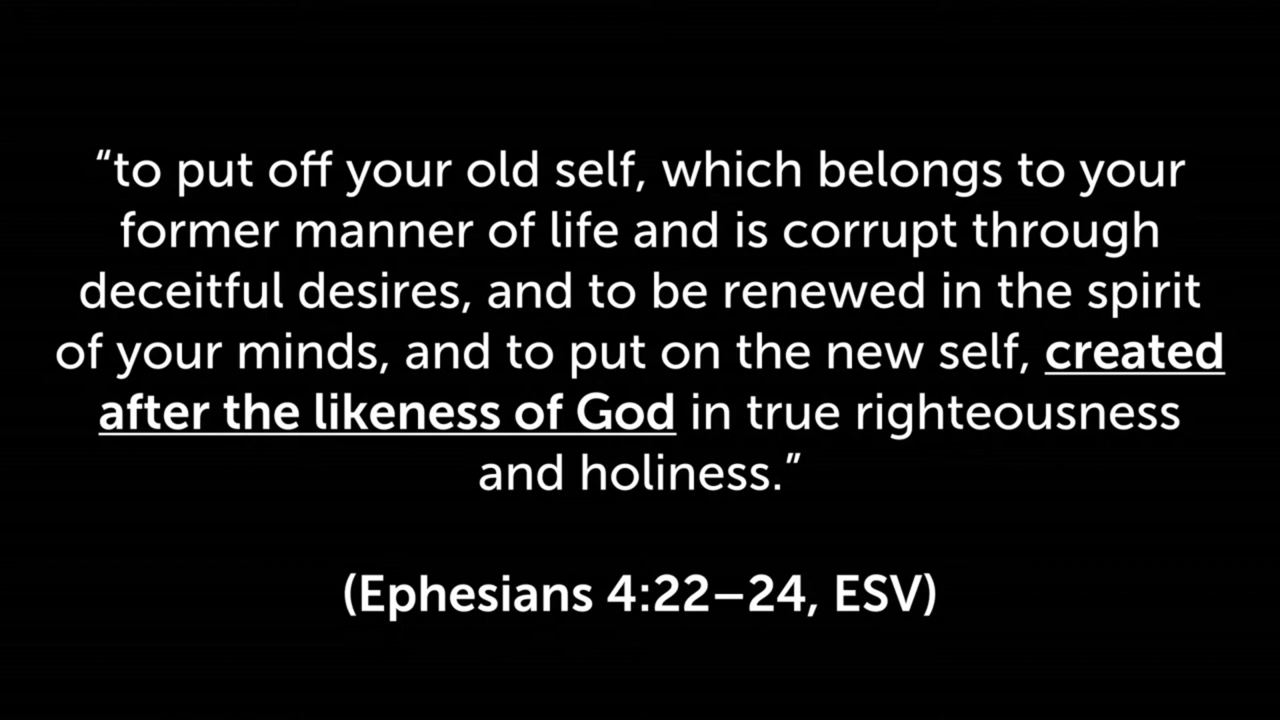 “to put off your old self, which belongs to your
former manner of life and is corrupt through
deceitful desires, and to be renewed in the spirit
of your minds, and to put on the new self, created
after the likeness of God in true righteousness
and holiness.”
(Ephesians 4:22–24, ESV)